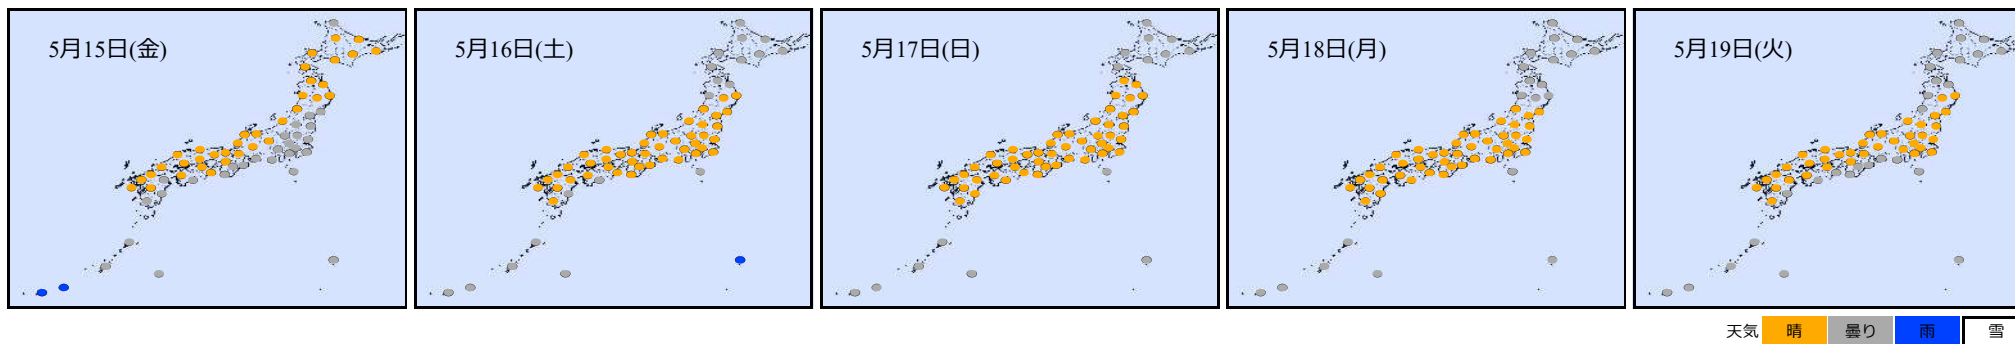 5月15日(金)
5月16日(土)
5月17日(日)
5月18日(月)
5月19日(火)
天気 晴 曇り 雨 雪